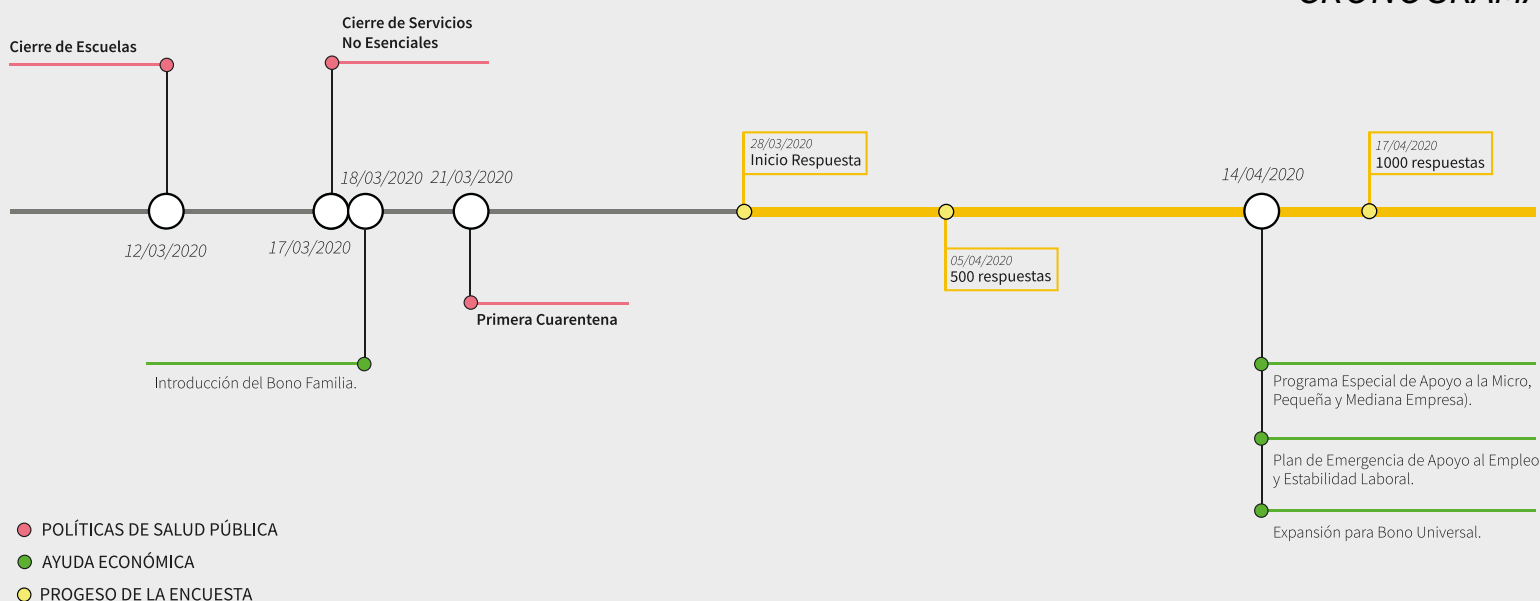 Cierre de Escuelas
Cierre de Servicios
No Esenciales
28/03/2020
Inicio Respuesta
17/04/2020
1000 respuestas
18/03/2020
21/03/2020
14/04/2020
12/03/2020
17/03/2020
05/04/2020
500 respuestas
Primera Cuarentena
Introducción del Bono Familia.
Programa Especial de Apoyo a la Micro,
Pequeña y Mediana Empresa).
Plan de Emergencia de Apoyo al Empleo
y Estabilidad Laboral.
Expansión para Bono Universal.
POLÍTICAS DE SALUD PÚBLICA
AYUDA ECONÓMICA
PROGESO DE LA ENCUESTA